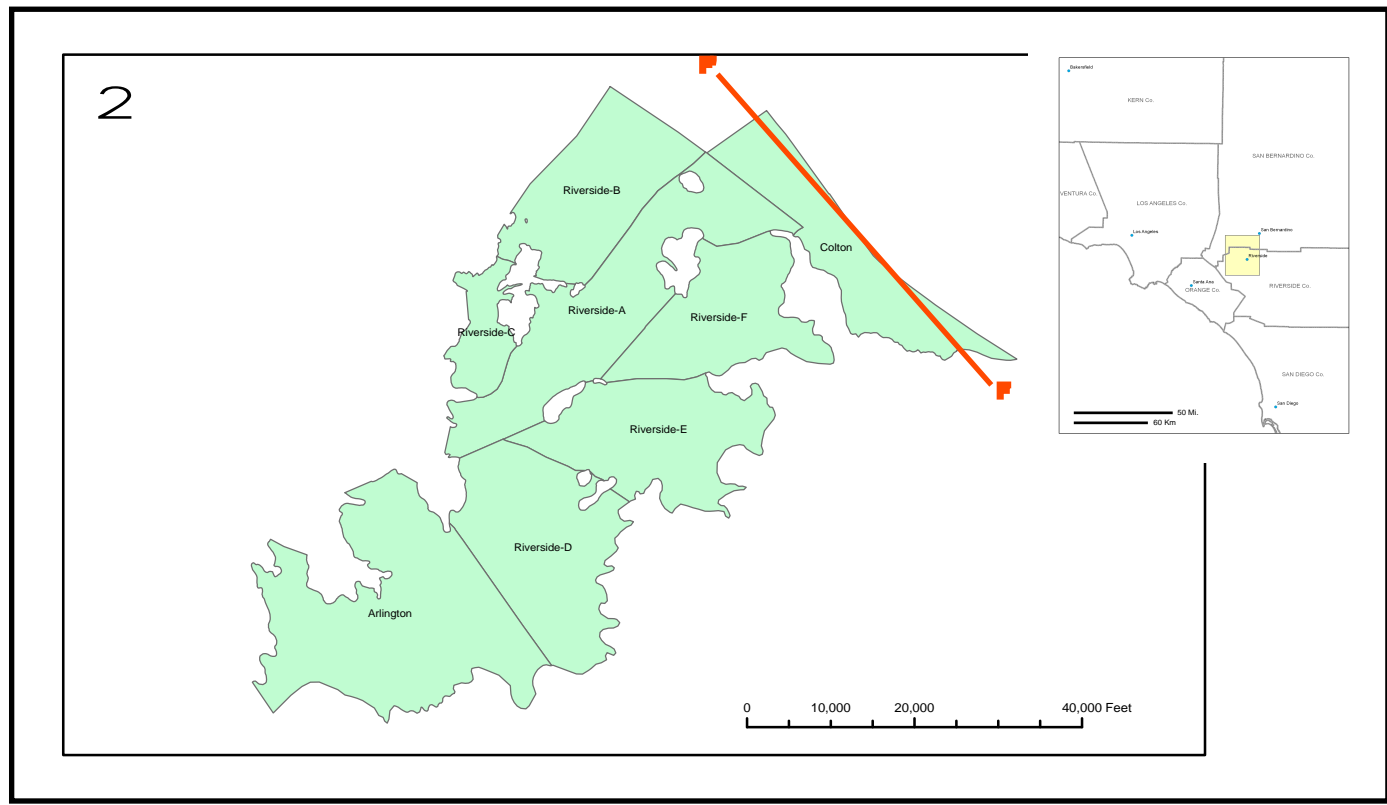 2
Riverside-B
Colton
Riverside-A
Riverside-F
Riverside-C
Riverside-E
Riverside-D
Arlington
0 10,000 20,000 40,000 Feet
Bakersfield
KERN Co.
SAN BERNARDINO Co.
VENTURA Co.
LOS ANGELES Co.
Los Angeles
San Bernardino
Riverside
Santa Ana
ORANGE Co.
RIVERSIDE Co.
SAN DIEGO Co.
San Diego
50 Mi.
60 Km